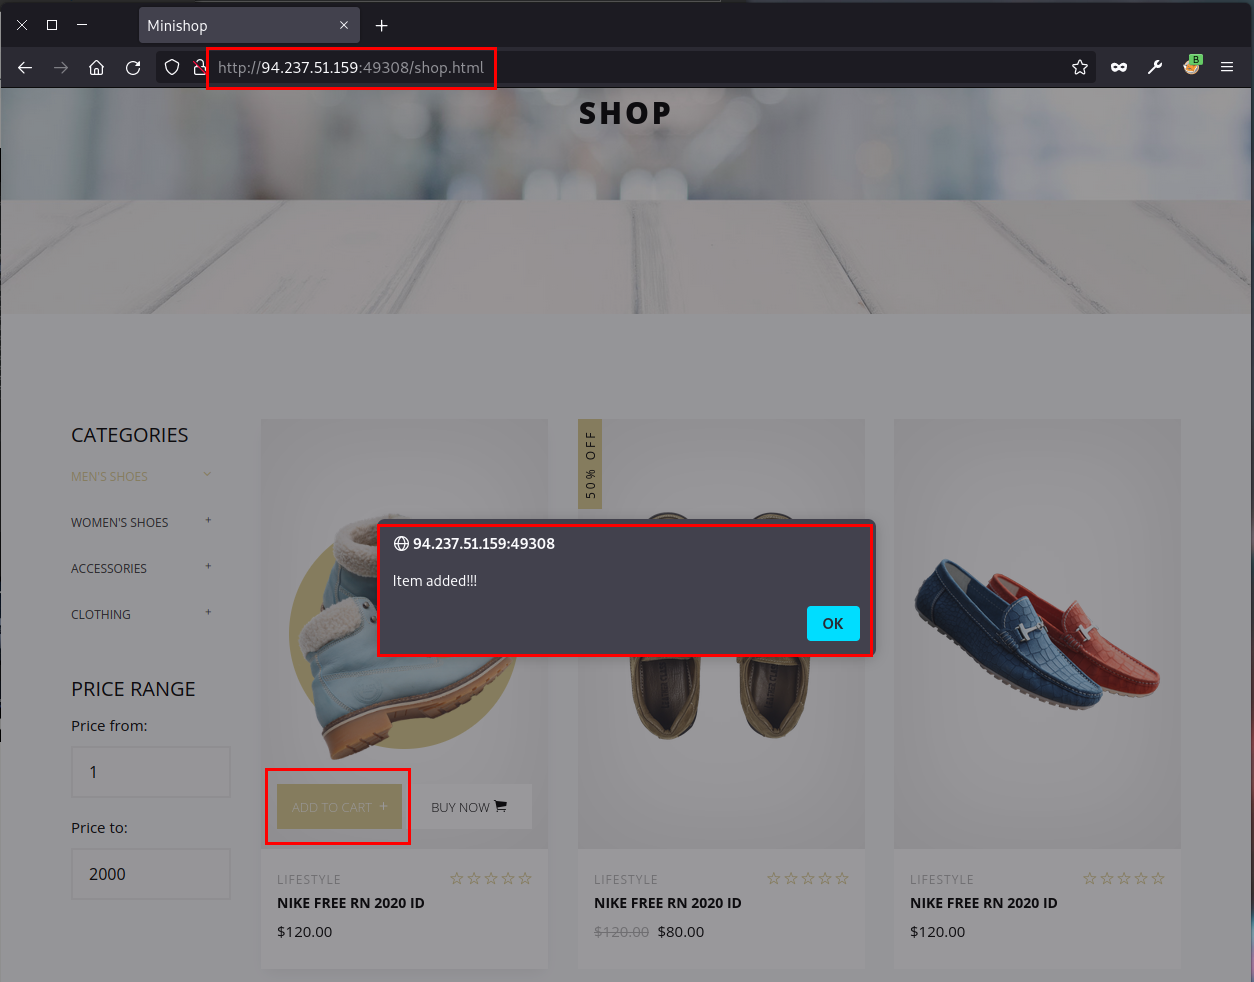 Minishop
http://94.237.51.159:49308/shop.html
B
SHOP
CATEGORIES
MEN'S SHOES
WOMEN'S SHOES +
ACCESSORIES +
CLOTHING +
PRICE RANGE
Price from:
1
Price to:
2000
50% OFF
94.237.51.159:49308
Item added!!!
OK
ADD TO CART +
BUY NOW
LIFESTYLE
NIKE FREE RN 2020 ID
$120.00
LIFESTYLE
NIKE FREE RN 2020 ID
$120.00 $80.00
LIFESTYLE
NIKE FREE RN 2020 ID
$120.00